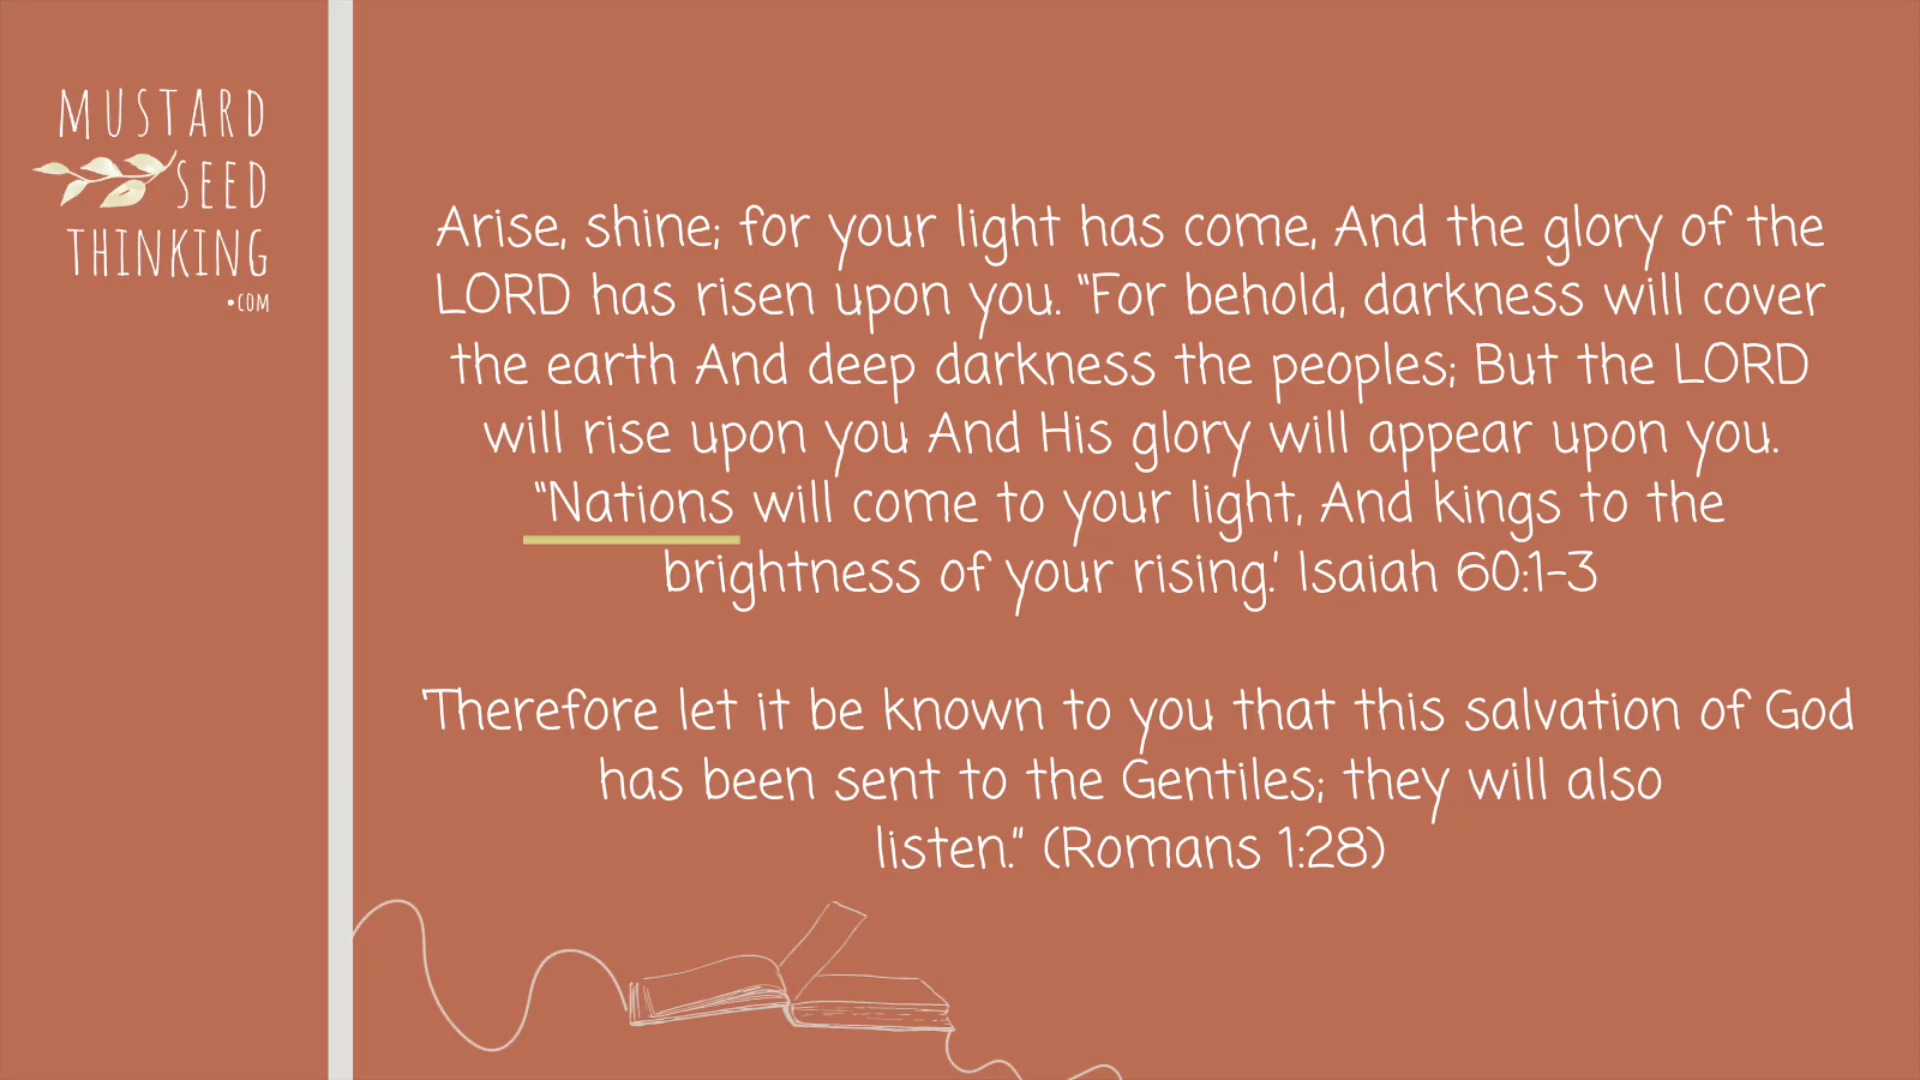 MUSTARD
SEED
THINKING
•COM
Arise, shine; for your light has come, And the glory of the
LORD has risen upon you. "For behold, darkness will cover
the earth And deep darkness the peoples; But the LORD
will rise upon you And His glory will appear upon you.
"Nations will come to your light, And kings to the
brightness of your rising.' Isaiah 60:1-3
'Therefore let it be known to you that this salvation of God
has been sent to the Gentiles; they will also
listen." (Romans 1:28)